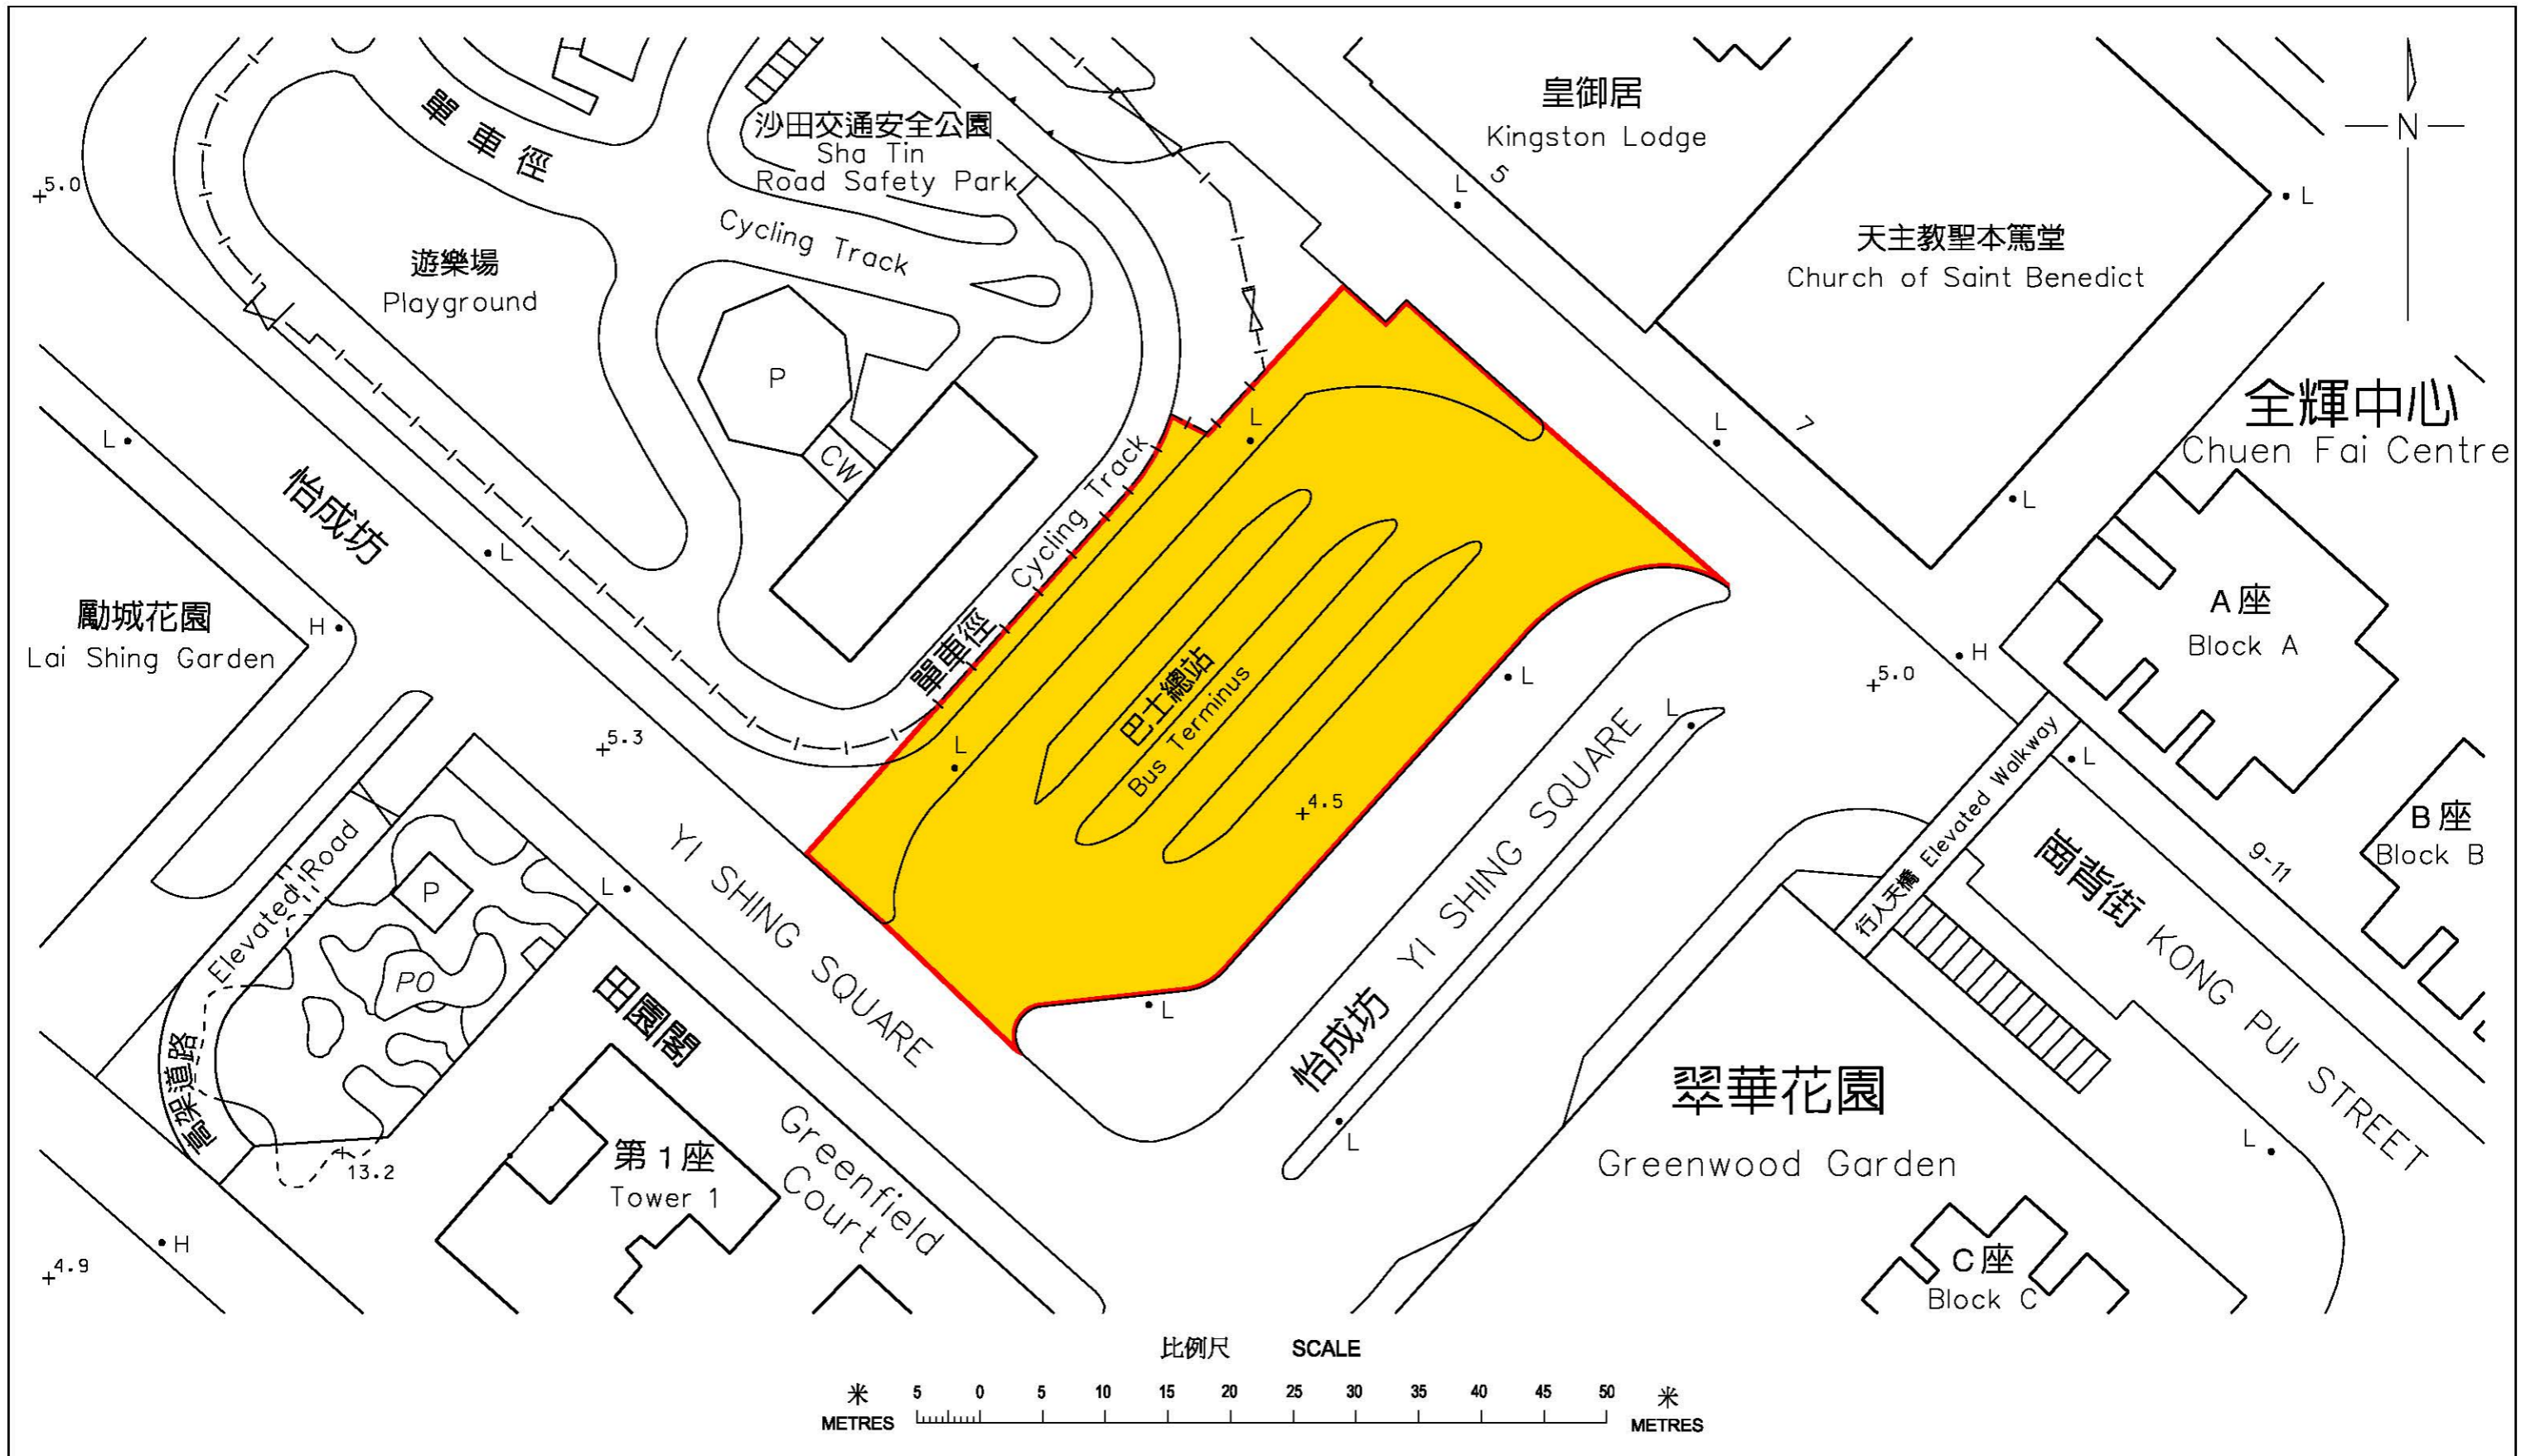 單車徑
沙田交通安全公園
Sha Tin
Road Safety Park
皇御居
Kingston Lodge
N
5.0
L
5
L
Cycling Track
遊樂場
Playground
天主教聖本篤堂
Church of Saint Benedict
P
CW
L
L
L
7
全輝中心
Chuen Fai Centre
怡成坊
L
單車徑 Cycling Track
L
勵城花園
Lai Shing Garden
H
A座
Block A
巴士總站
Bus Terminus
L
H
5.0
5.3
L
L
4.5
L
行人天橋 Elevated Walkway
B座
Block B
9-11
高架道路 Elevated Road
P
PO
L
YI SHING SQUARE
田園閣
Greenfield
Court
怡成坊 YI SHING SQUARE
崗背街 KONG PUI STREET
L
L
L
翠華花園
Greenwood Garden
13.2
第1座
Tower 1
H
4.9
C座
Block C
比例尺 SCALE
米 5 0 5 10 15 20 25 30 35 40 45 50 米
METRES METRES